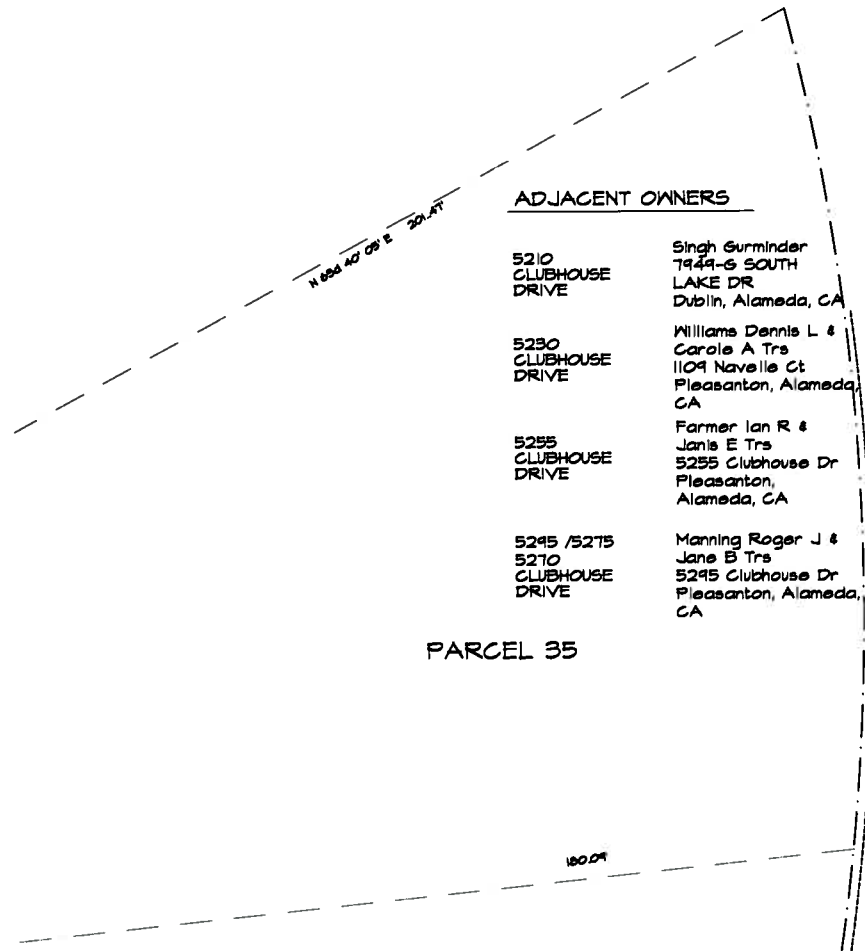 N 65d 40' 05" E 201.47'
ADJACENT OWNERS
5210
CLUBHOUSE
DRIVE
Singh Gurminder
7949-G SOUTH
LAKE DR
Dublin, Alameda, CA
5230
CLUBHOUSE
DRIVE
Williams Dennis L &
Carole A Trs
1109 Navelle Ct
Pleasanton, Alameda,
CA
5255
CLUBHOUSE
DRIVE
Farmer Ian R &
Janis E Trs
5255 Clubhouse Dr
Pleasanton,
Alameda, CA
5295 /5275
5270
CLUBHOUSE
DRIVE
Manning Roger J &
Jane B Trs
5295 Clubhouse Dr
Pleasanton, Alameda,
CA
PARCEL 35
180.09'